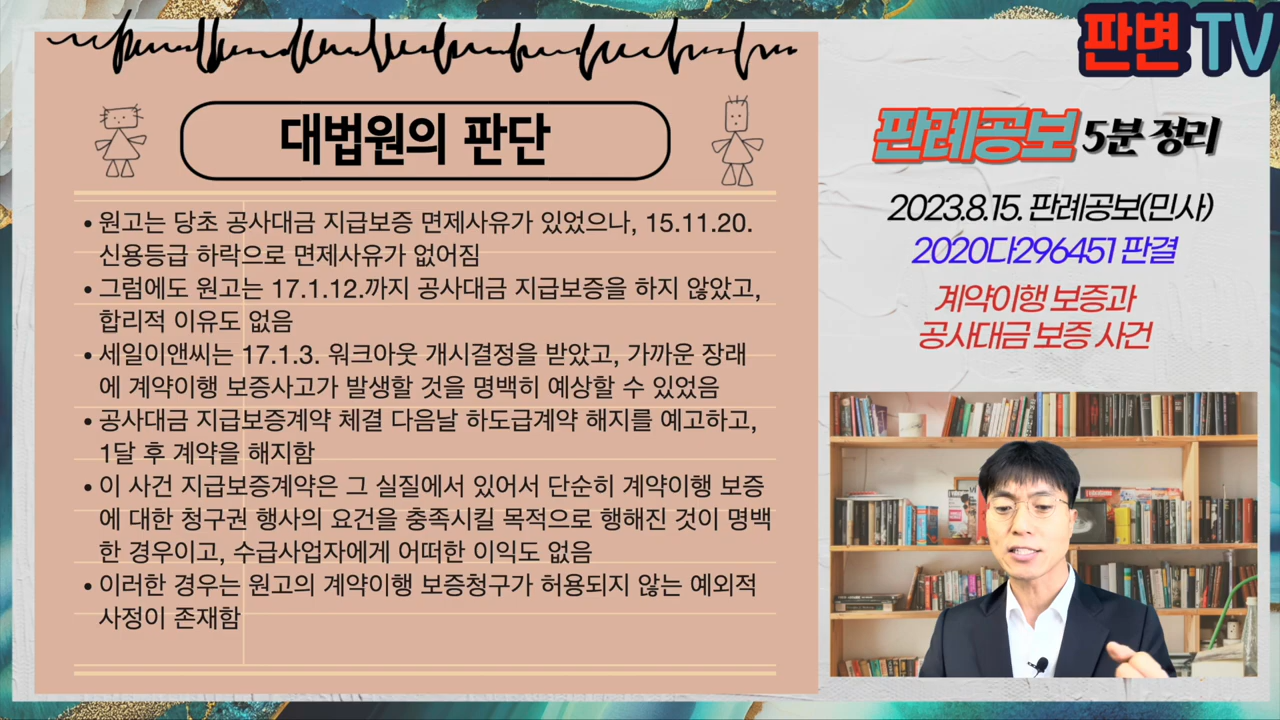 판변 TV
대법원의 판단
• 원고는 당초 공사대금 지급보증 면제사유가 있었으나, 15.11.20.
신용등급 하락으로 면제사유가 없어짐
• 그럼에도 원고는 17.1.12.까지 공사대금 지급보증을 하지 않았고,
합리적 이유도 없음
• 세일이앤씨는 17.1.3. 워크아웃 개시결정을 받았고, 가까운 장래
에 계약이행 보증사고가 발생할 것을 명백히 예상할 수 있었음
• 공사대금 지급보증계약 체결 다음날 하도급계약 해지를 예고하고,
1달 후 계약을 해지함
• 이 사건 지급보증계약은 그 실질에서 있어서 단순히 계약이행 보증
에 대한 청구권 행사의 요건을 충족시킬 목적으로 행해진 것이 명백
한 경우이고, 수급사업자에게 어떠한 이익도 없음
• 이러한 경우는 원고의 계약이행 보증청구가 허용되지 않는 예외적
사정이 존재함
판례공보 5분 정리
2023.8.15. 판례공보(민사)
2020다296451 판결
계약이행 보증과
공사대금 보증 사건